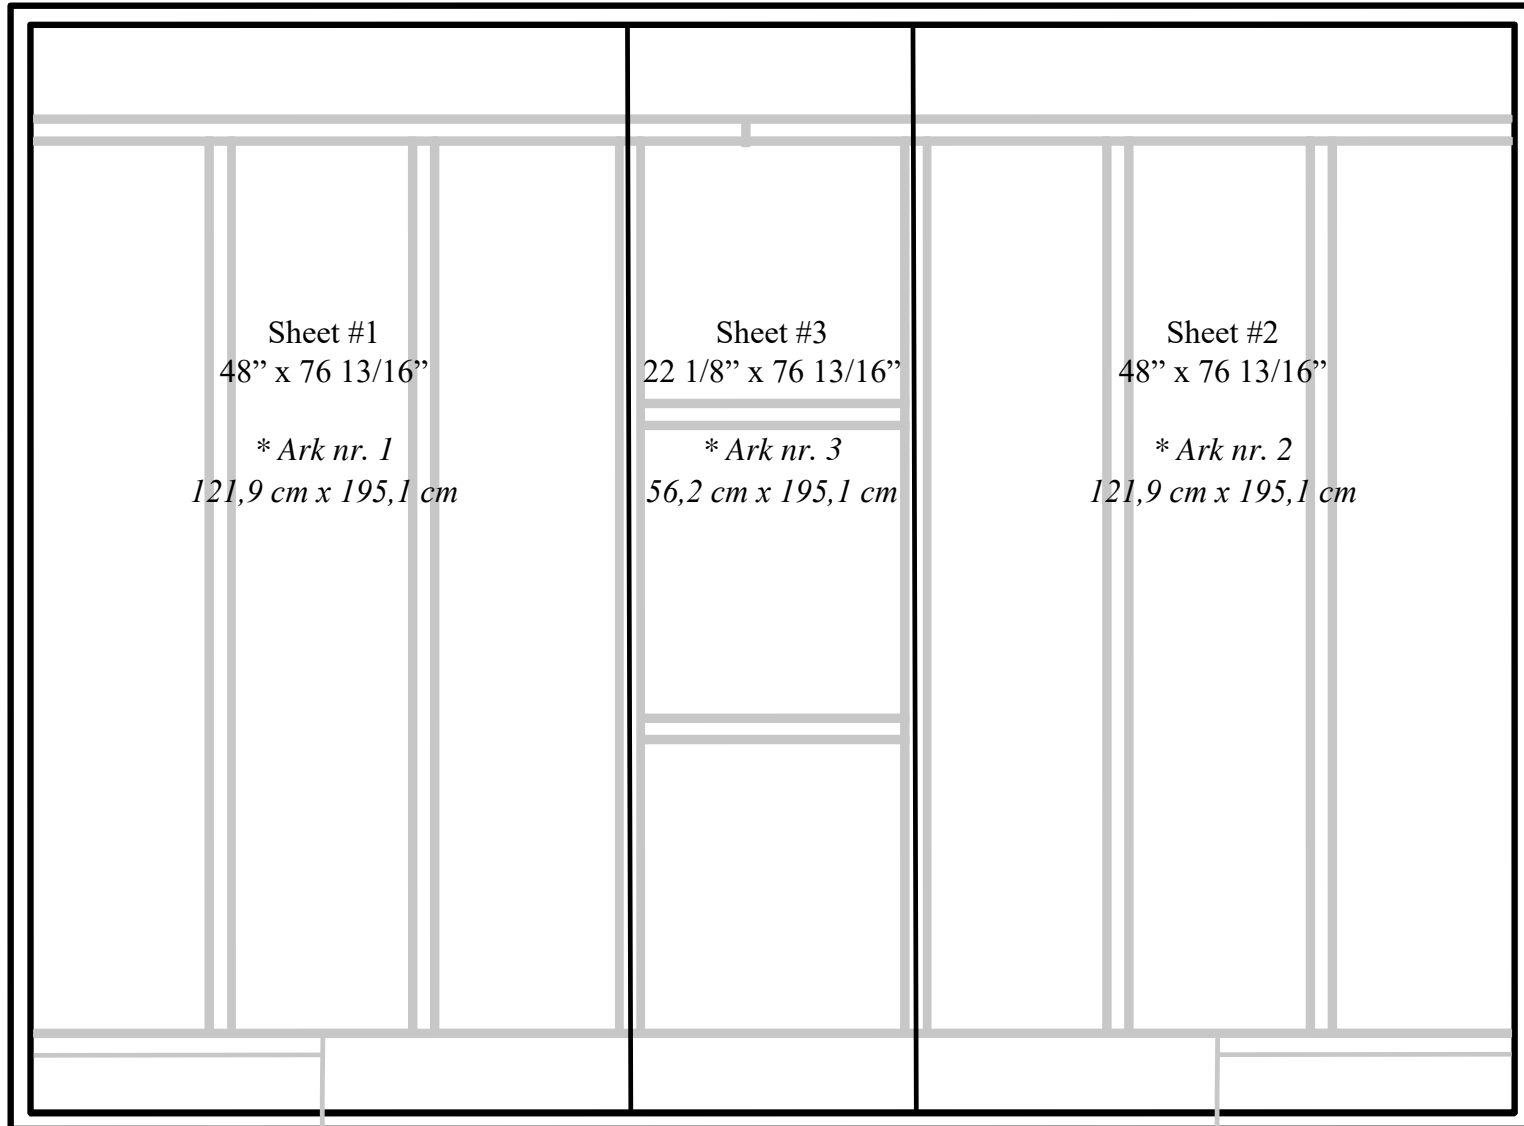 Sheet #1
48” x 76 13/16”
* Ark nr. 1
121,9 cm x 195,1 cm
Sheet #3
22 1/8” x 76 13/16”
* Ark nr. 3
56,2 cm x 195,1 cm
Sheet #2
48” x 76 13/16”
* Ark nr. 2
121,9 cm x 195,1 cm